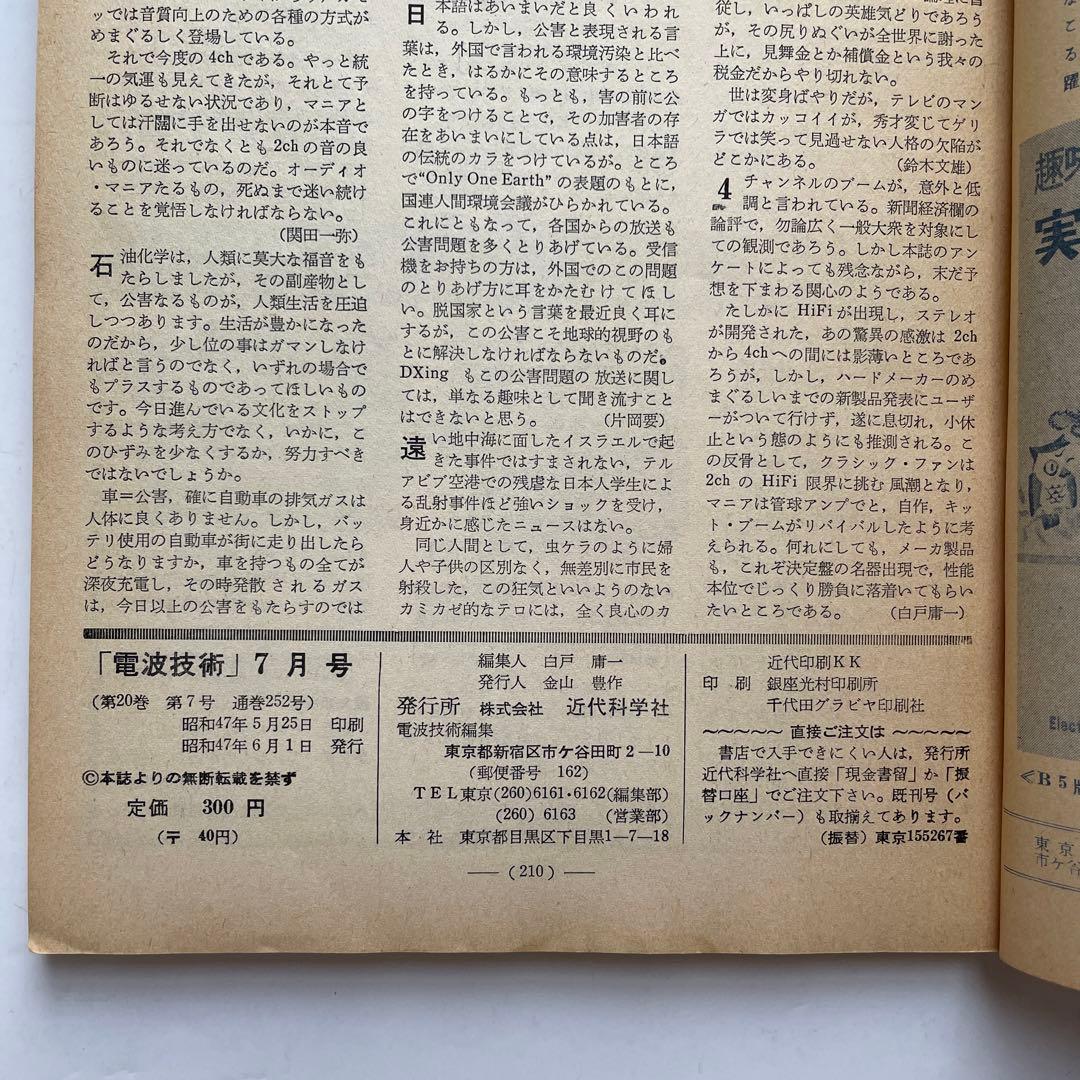 ッでは音質向上のための各種の方式が
めまぐるしく登場している。
それで今度の4chである。やっと統
一の気運も見えてきたが，それとて予
断はゆるせない状況であり，マニアと
しては汗闊に手を出せないのが本音で
あろう。それでなくとも2chの音の良
いものに迷っているのだ。オーディオ
・マニアたるもの，死ぬまで迷い続け
ることを覚悟しなければならない。
(関田一弥)
石油化学は，人類に莫大な福音をも
たらしましたが，その副産物とし
て，公害なるものが，人類生活を圧迫
しつつあります。生活が豊かになった
のだから，少し位の事はガマンしなけ
ればと言うのでなく，いずれの場合で
もプラスするものであってほしいもの
です。今日進んでいる文化をストップ
するような考え方でなく，いかに，こ
のひずみを少なくするか，努力すべき
ではないでしょうか。
車＝公害，確に自動車の排気ガスは
人体に良くありません。しかし，バッ
テリ使用の自動車が街に走り出したら
どうなりますか，車を持つもの全てが
深夜充電し，その時発散されるガス
は，今日以上の公害をもたらすのでは
日本語はあいまいだと良くいわれ
る。しかし，公害と表現される言
葉は，外国で言われる環境汚染と比べ
たとき，はるかにその意味するところ
を持っている。もっとも，害の前に公
の字をつけることで，その加害者の存
在をあいまいにしている点は，日本語
の伝統のカラをつけているが。ところ
で“Only One Earth”の表題のもとに，
国連人間環境会議がひらかれている。
これにともなって，各国からの放送も
公害問題を多くとりあげている。受信
機をお持ちの方は，外国でのこの問題
のとりあげ方に耳をかたむけてほし
い。脱国家という言葉を最近良く耳に
するが，この公害こそ地球的視野のも
とに解決しなければならないものだ。
DXing もこの公害問題の放送に関し
ては，単なる趣味として聞き流すこと
はできないと思う。 (片岡要)
遠い地中海に面したイスラエルで起
きた事件ではすまされない，テル
アビブ空港での残虐な日本人学生によ
る乱射事件ほど強いショックを受け，
身近かに感じたニュースはない。
同じ人間として，虫ケラのように婦
人や子供の区別なく，無差別に市民を
射殺した，この狂気といいようのない
カミカゼ的なテロには，全く良心のカ
従し，いっぱしの英雄気どりであろう
が，その尻りぬぐいが全世界に謝った
上に，見舞金とか補償金という我々の
税金だからやり切れない。
世は変身ばやりだが，テレビのマン
ガではカッコイイが，秀才変じてゲリ
ラでは笑って見過せない人格の欠陥が
どこかにある。 (鈴木文雄)
4チャンネルのブームが，意外と低
調と言われている。新聞経済欄の
論評で，勿論広く一般大衆を対象にし
ての観測であろう。しかし本誌のアン
ケートによっても残念ながら，末だ予
想を下まわる関心のようである。
たしかに HiFi が出現し，ステレオ
が開発された，あの驚異の感激は 2ch
から 4ch への間には影薄いところであ
ろうが，しかし，ハードメーカーのめ
まぐるしいまでの新製品発表にユーザ
ーがついて行けず，遂に息切れ，小休
止という態のようにも推測される。こ
の反骨として，クラシック・ファンは
2ch の HiFi 限界に挑む風潮となり，
マニアは管球アンプでと，自作，キッ
ト・ブームがリバイバルしたように考
えられる。何れにしても，メーカ製品
も，これぞ決定盤の名器出現で，性能
本位でじっくり勝負に落着いてもらい
たいところである。 (白戸庸一)
「電波技術」7月号
(第20巻 第7号 通巻252号)
昭和47年5月25日 印刷
昭和47年6月1日 発行
©本誌よりの無断転載を禁ず
定価 300 円
(〒 40円)
編集人 白戸 庸一
発行人 金山 豊作
発行所 株式会社 近代科学社
電波技術編集
東京都新宿区市ケ谷田町2－10
(郵便番号 162)
TEL東京(260)6161・6162(編集部)
(260) 6163 (営業部)
本 社 東京都目黒区下目黒1－7－18
近代印刷KK
印 刷 銀座光村印刷所
千代田グラビヤ印刷社
～～～～～ 直接ご注文は ～～～～～
書店で入手できにくい人は，発行所
近代科学社へ直接「現金書留」か「振
替口座」でご注文下さい。既刊号（バ
ックナンバー）も取揃えてあります。
(振替) 東京155267番
—— (210) ——
こ
る
躍
趣味
実
Elect
≪B5版
東京
市ケ谷